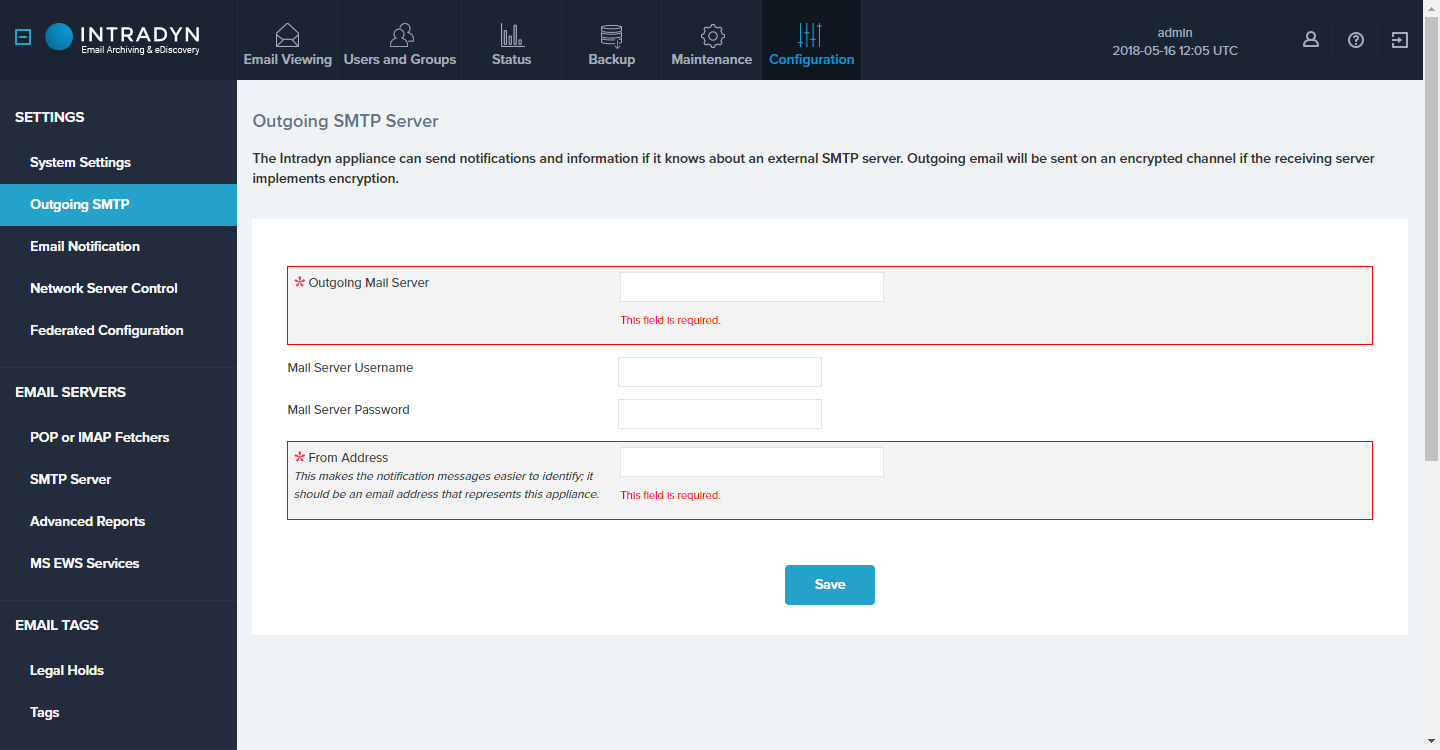 INTRADYN
Email Archiving & eDiscovery
Email Viewing
Users and Groups
Status
Backup
Maintenance
Configuration
admin
2018-05-16 12:05 UTC
SETTINGS
System Settings
Outgoing SMTP
Email Notification
Network Server Control
Federated Configuration
EMAIL SERVERS
POP or IMAP Fetchers
SMTP Server
Advanced Reports
MS EWS Services
EMAIL TAGS
Legal Holds
Tags
Outgoing SMTP Server
The Intradyn appliance can send notifications and information if it knows about an external SMTP server. Outgoing email will be sent on an encrypted channel if the receiving server
implements encryption.
* Outgoing Mail Server
This field is required.
Mail Server Username
Mail Server Password
* From Address
This makes the notification messages easier to identify; it
should be an email address that represents this appliance.
This field is required.
Save